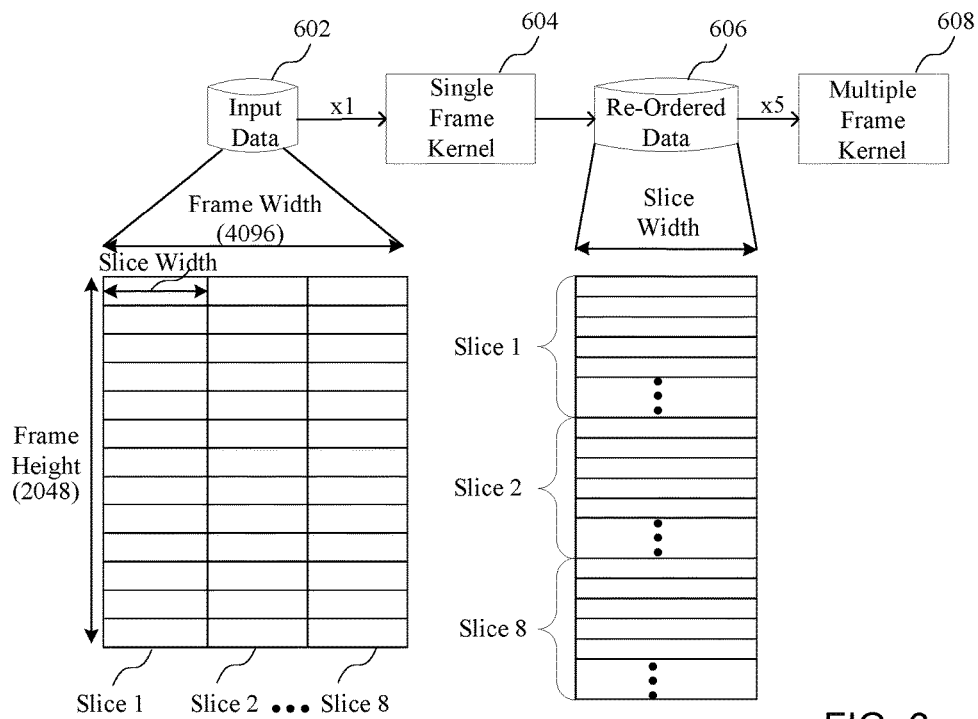 602
604
606
608
Input
Data
x1
Single
Frame
Kernel
Re-Ordered
Data
x5
Multiple
Frame
Kernel
Frame Width
(4096)
Slice Width
Slice
Width
Frame
Height
(2048)
Slice 1
Slice 2
Slice 8
Slice 1 Slice 2 ••• Slice 8